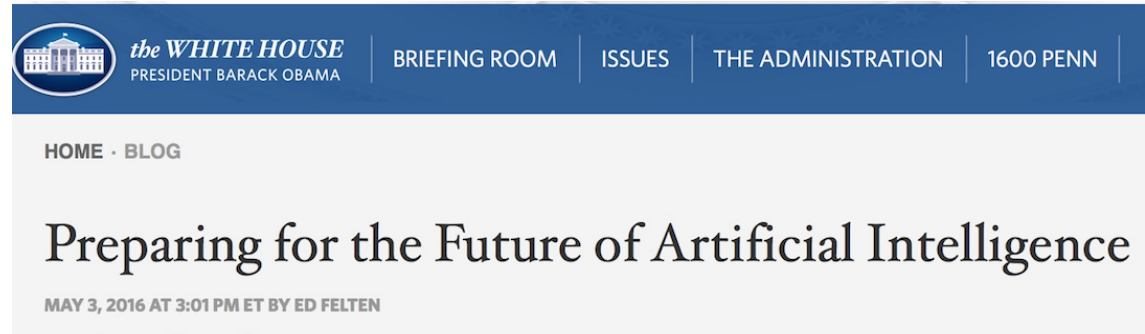 the WHITE HOUSE
PRESIDENT BARACK OBAMA
BRIEFING ROOM
ISSUES
THE ADMINISTRATION
1600 PENN
HOME · BLOG
Preparing for the Future of Artificial Intelligence
MAY 3, 2016 AT 3:01 PM ET BY ED FELTEN